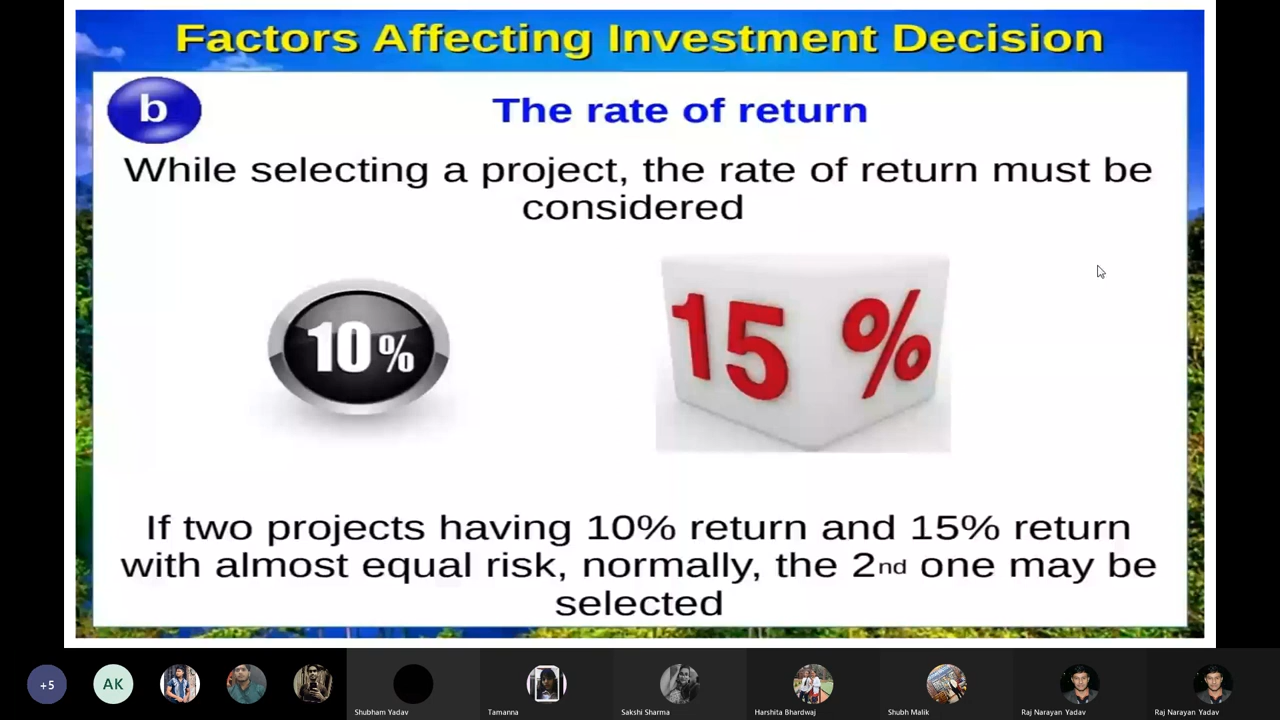 Factors Affecting Investment Decision
b
The rate of return
While selecting a project, the rate of return must be
considered
10%
15 %
If two projects having 10% return and 15% return
with almost equal risk, normally, the 2nd one may be
selected
+5
AK
Shubham Yadav
Tamanna
Sakshi Sharma
Harshita Bhardwaj
Shubh Malik
Raj Narayan Yadav
Raj Narayan Yadav